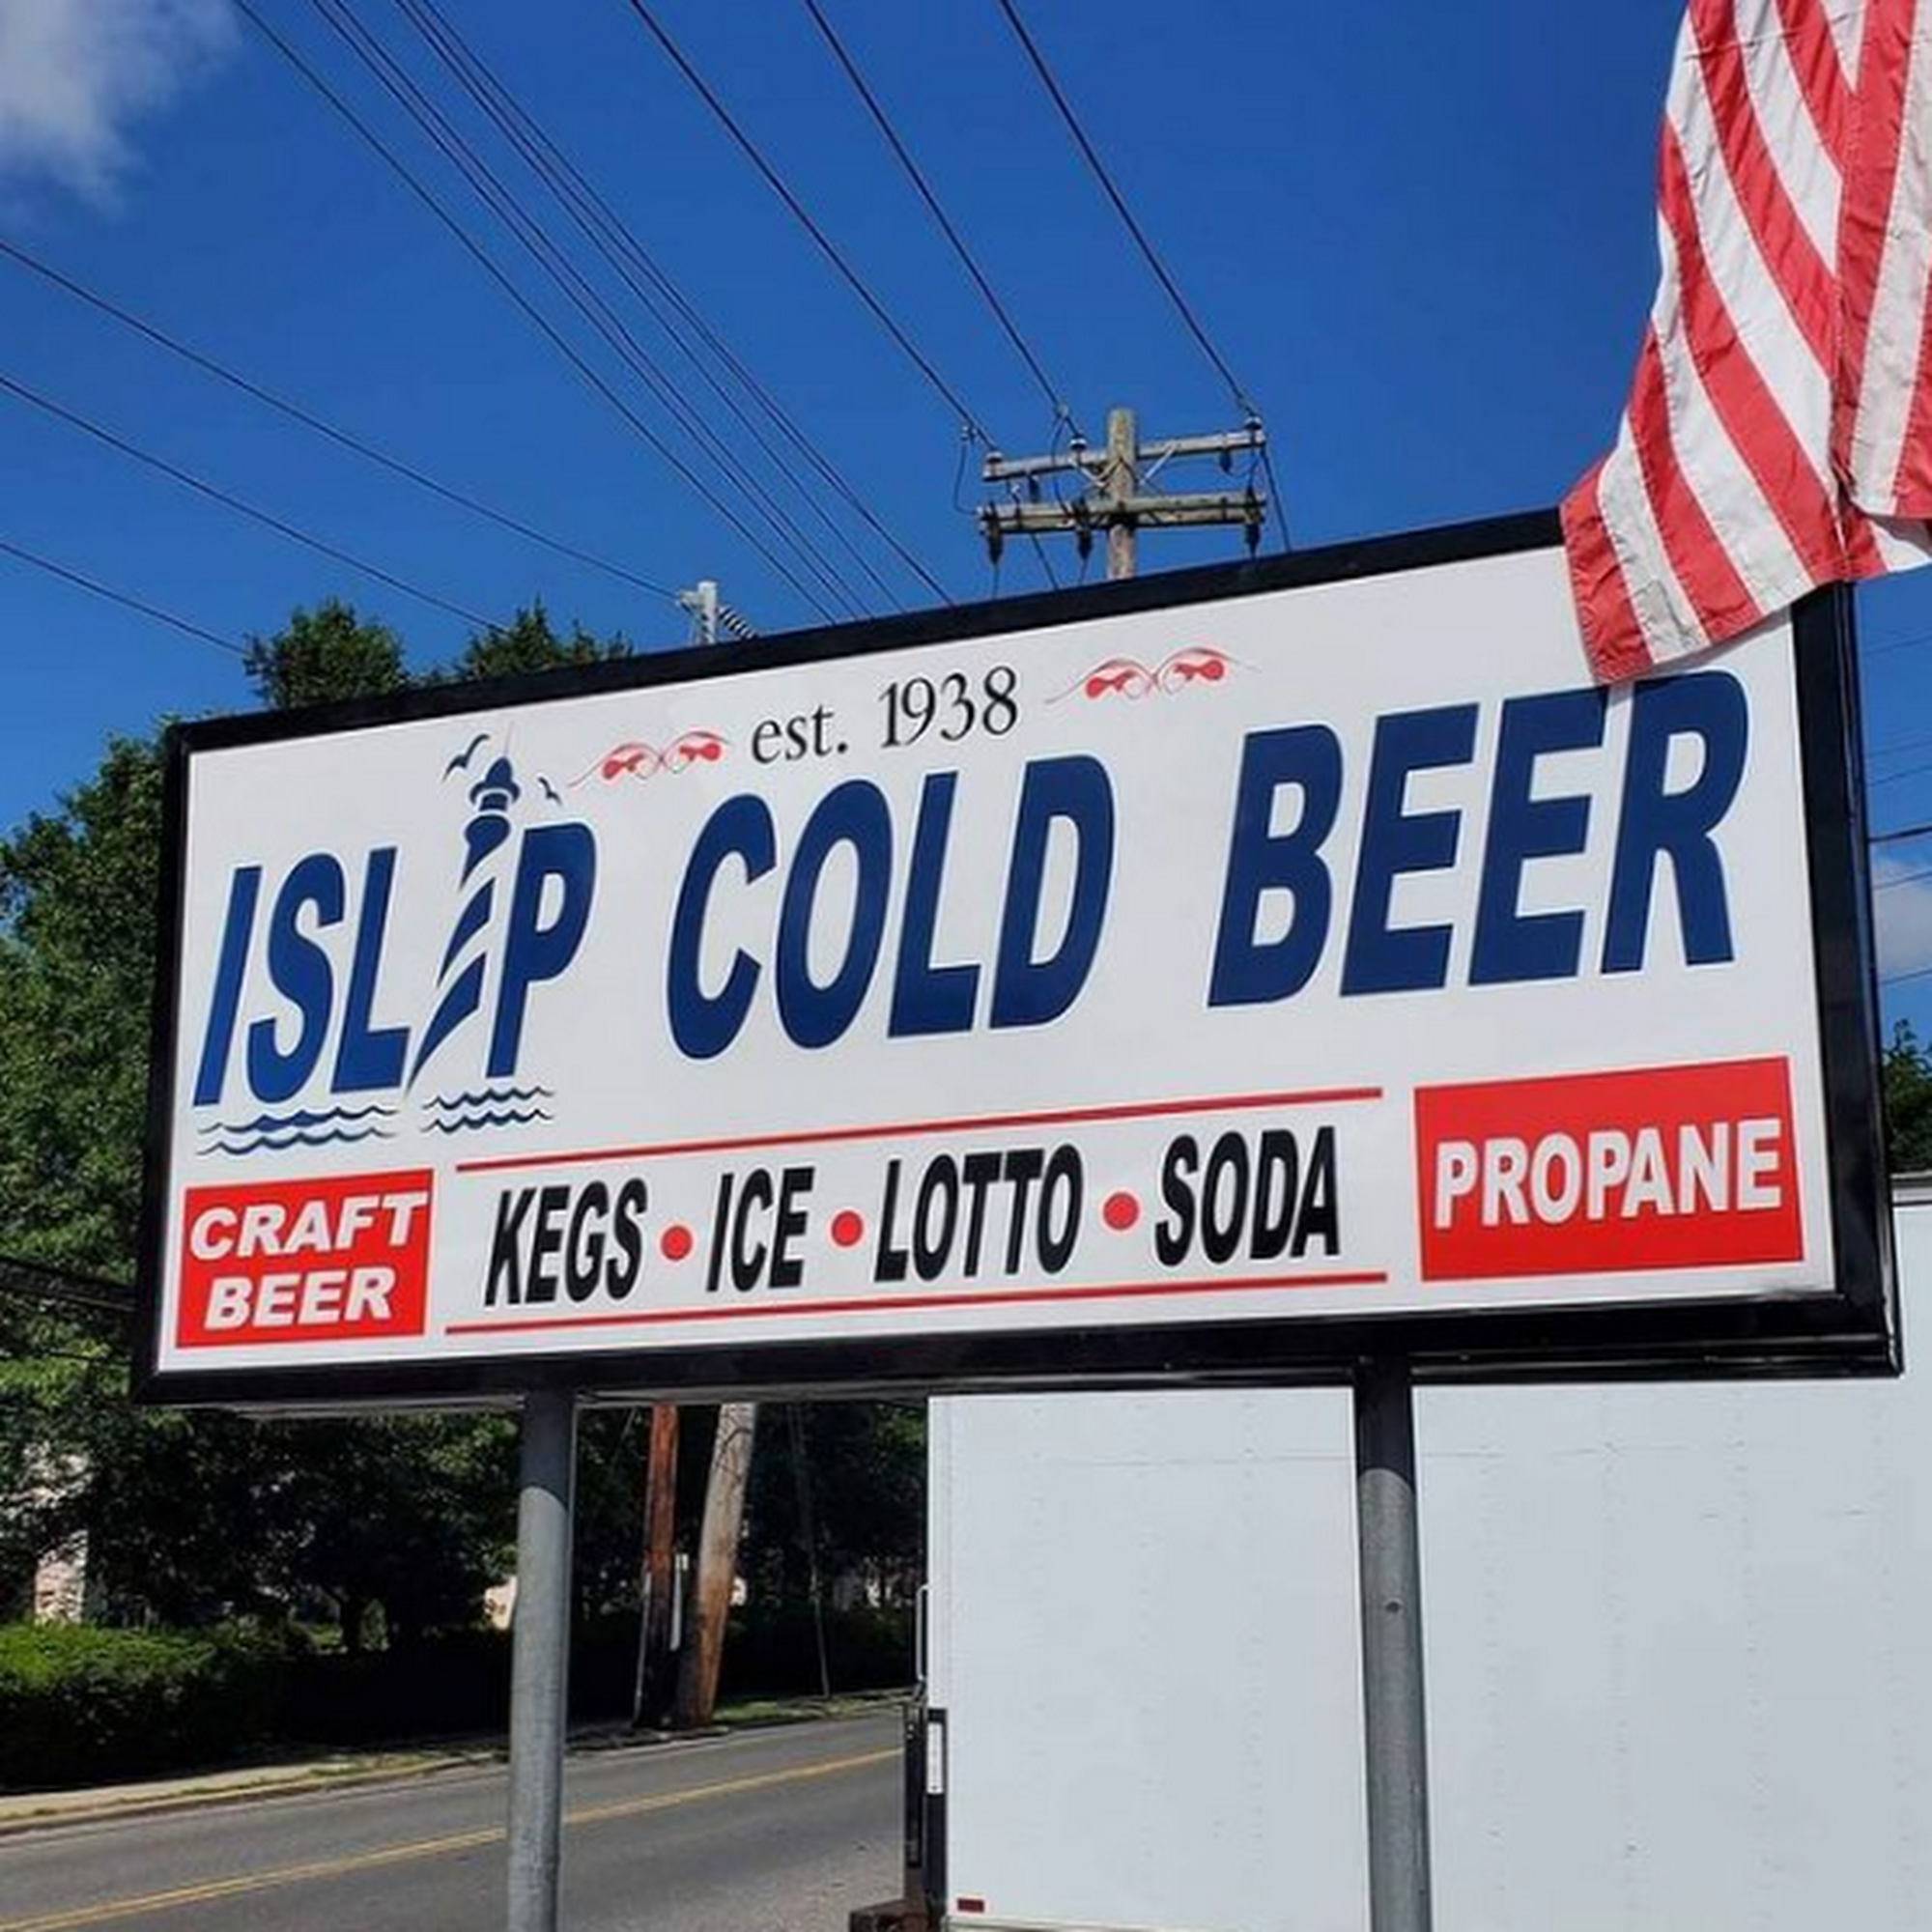 est. 1938
ISLIP COLD BEER
CRAFT BEER
KEGS • ICE • LOTTO • SODA
PROPANE